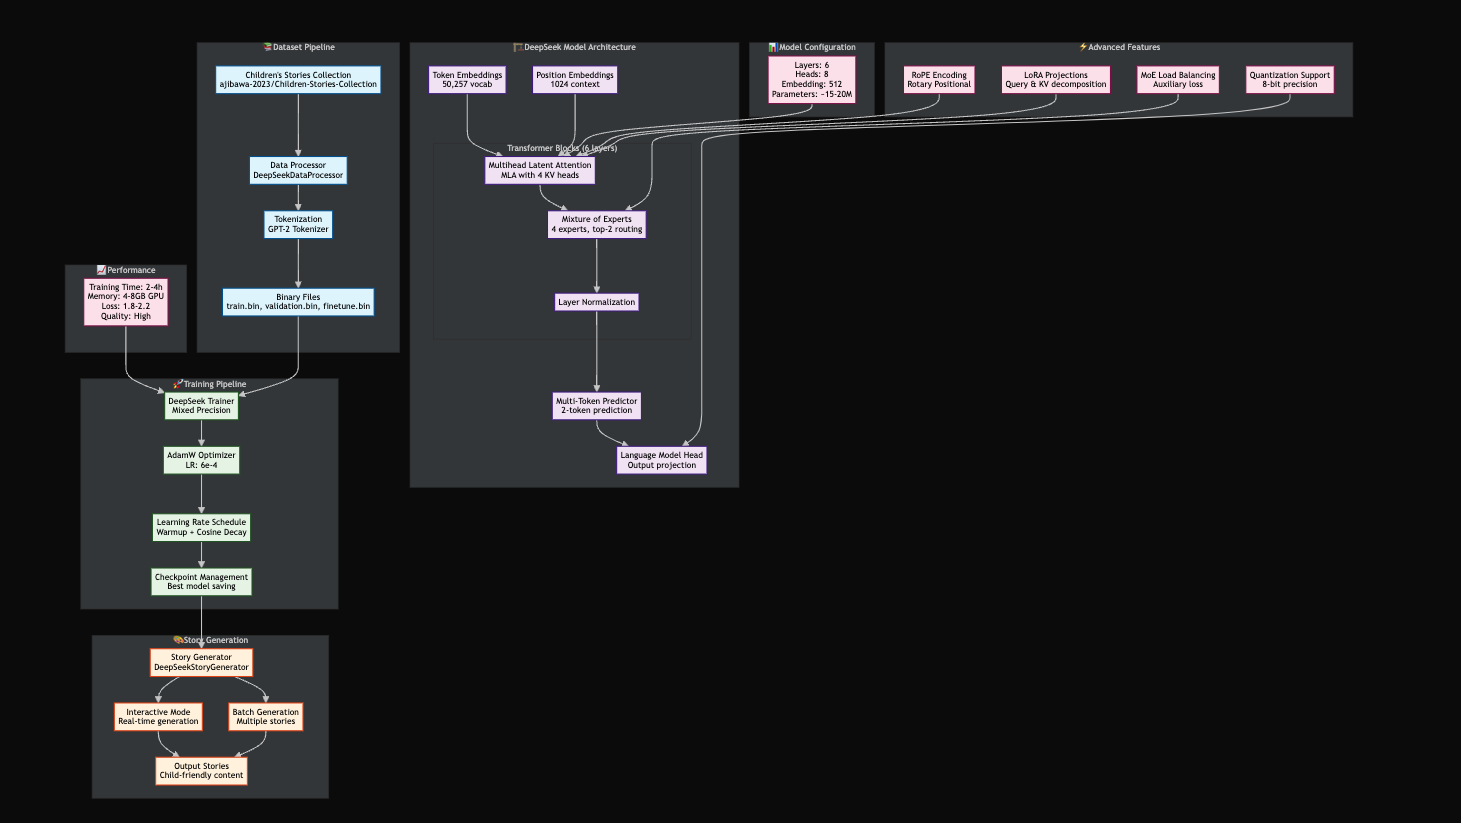 📚Dataset Pipeline
Children's Stories Collection
ajibawa-2023/Children-Stories-Collection
Data Processor
DeepSeekDataProcessor
Tokenization
GPT-2 Tokenizer
Binary Files
train.bin, validation.bin, finetune.bin
🏗️DeepSeek Model Architecture
Token Embeddings
50,257 vocab
Position Embeddings
1024 context
Transformer Blocks (6 layers)
Multihead Latent Attention
MLA with 4 KV heads
Mixture of Experts
4 experts, top-2 routing
Layer Normalization
Multi-Token Predictor
2-token prediction
Language Model Head
Output projection
📊Model Configuration
Layers: 6
Heads: 8
Embedding: 512
Parameters: ~15-20M
⚡Advanced Features
RoPE Encoding
Rotary Positional
LoRA Projections
Query & KV decomposition
MoE Load Balancing
Auxiliary loss
Quantization Support
8-bit precision
📈Performance
Training Time: 2-4h
Memory: 4-8GB GPU
Loss: 1.8-2.2
Quality: High
🚀Training Pipeline
DeepSeek Trainer
Mixed Precision
AdamW Optimizer
LR: 6e-4
Learning Rate Schedule
Warmup + Cosine Decay
Checkpoint Management
Best model saving
🎨Story Generation
Story Generator
DeepSeekStoryGenerator
Interactive Mode
Real-time generation
Batch Generation
Multiple stories
Output Stories
Child-friendly content